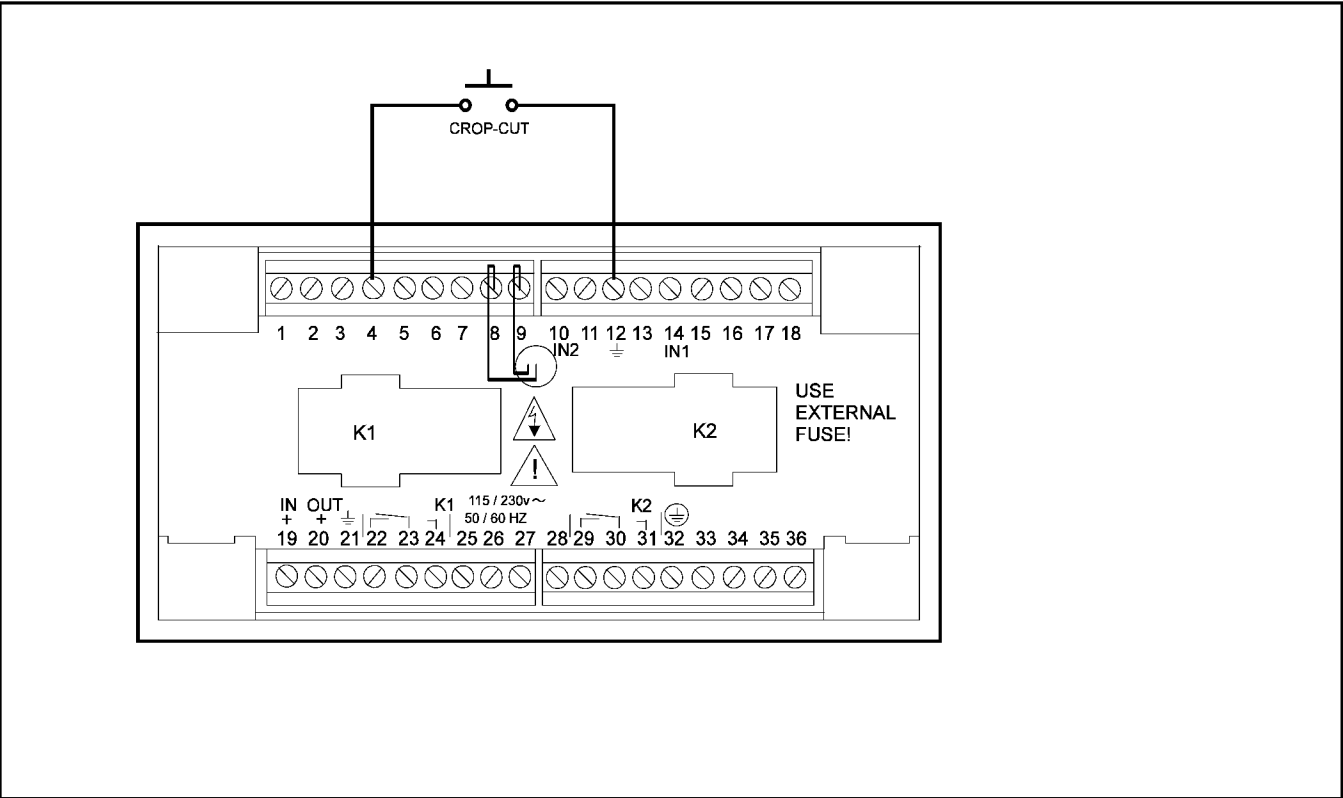 CROP-CUT
1 2 3 4 5 6 7 8 9 10 11 12 13 14 15 16 17 18
IN2 IN1
USE
EXTERNAL
FUSE!
K1 K2
!
IN OUT K1 115 / 230v~ K2
+ + 50 / 60 HZ
19 20 21 22 23 24 25 26 27 28 29 30 31 32 33 34 35 36